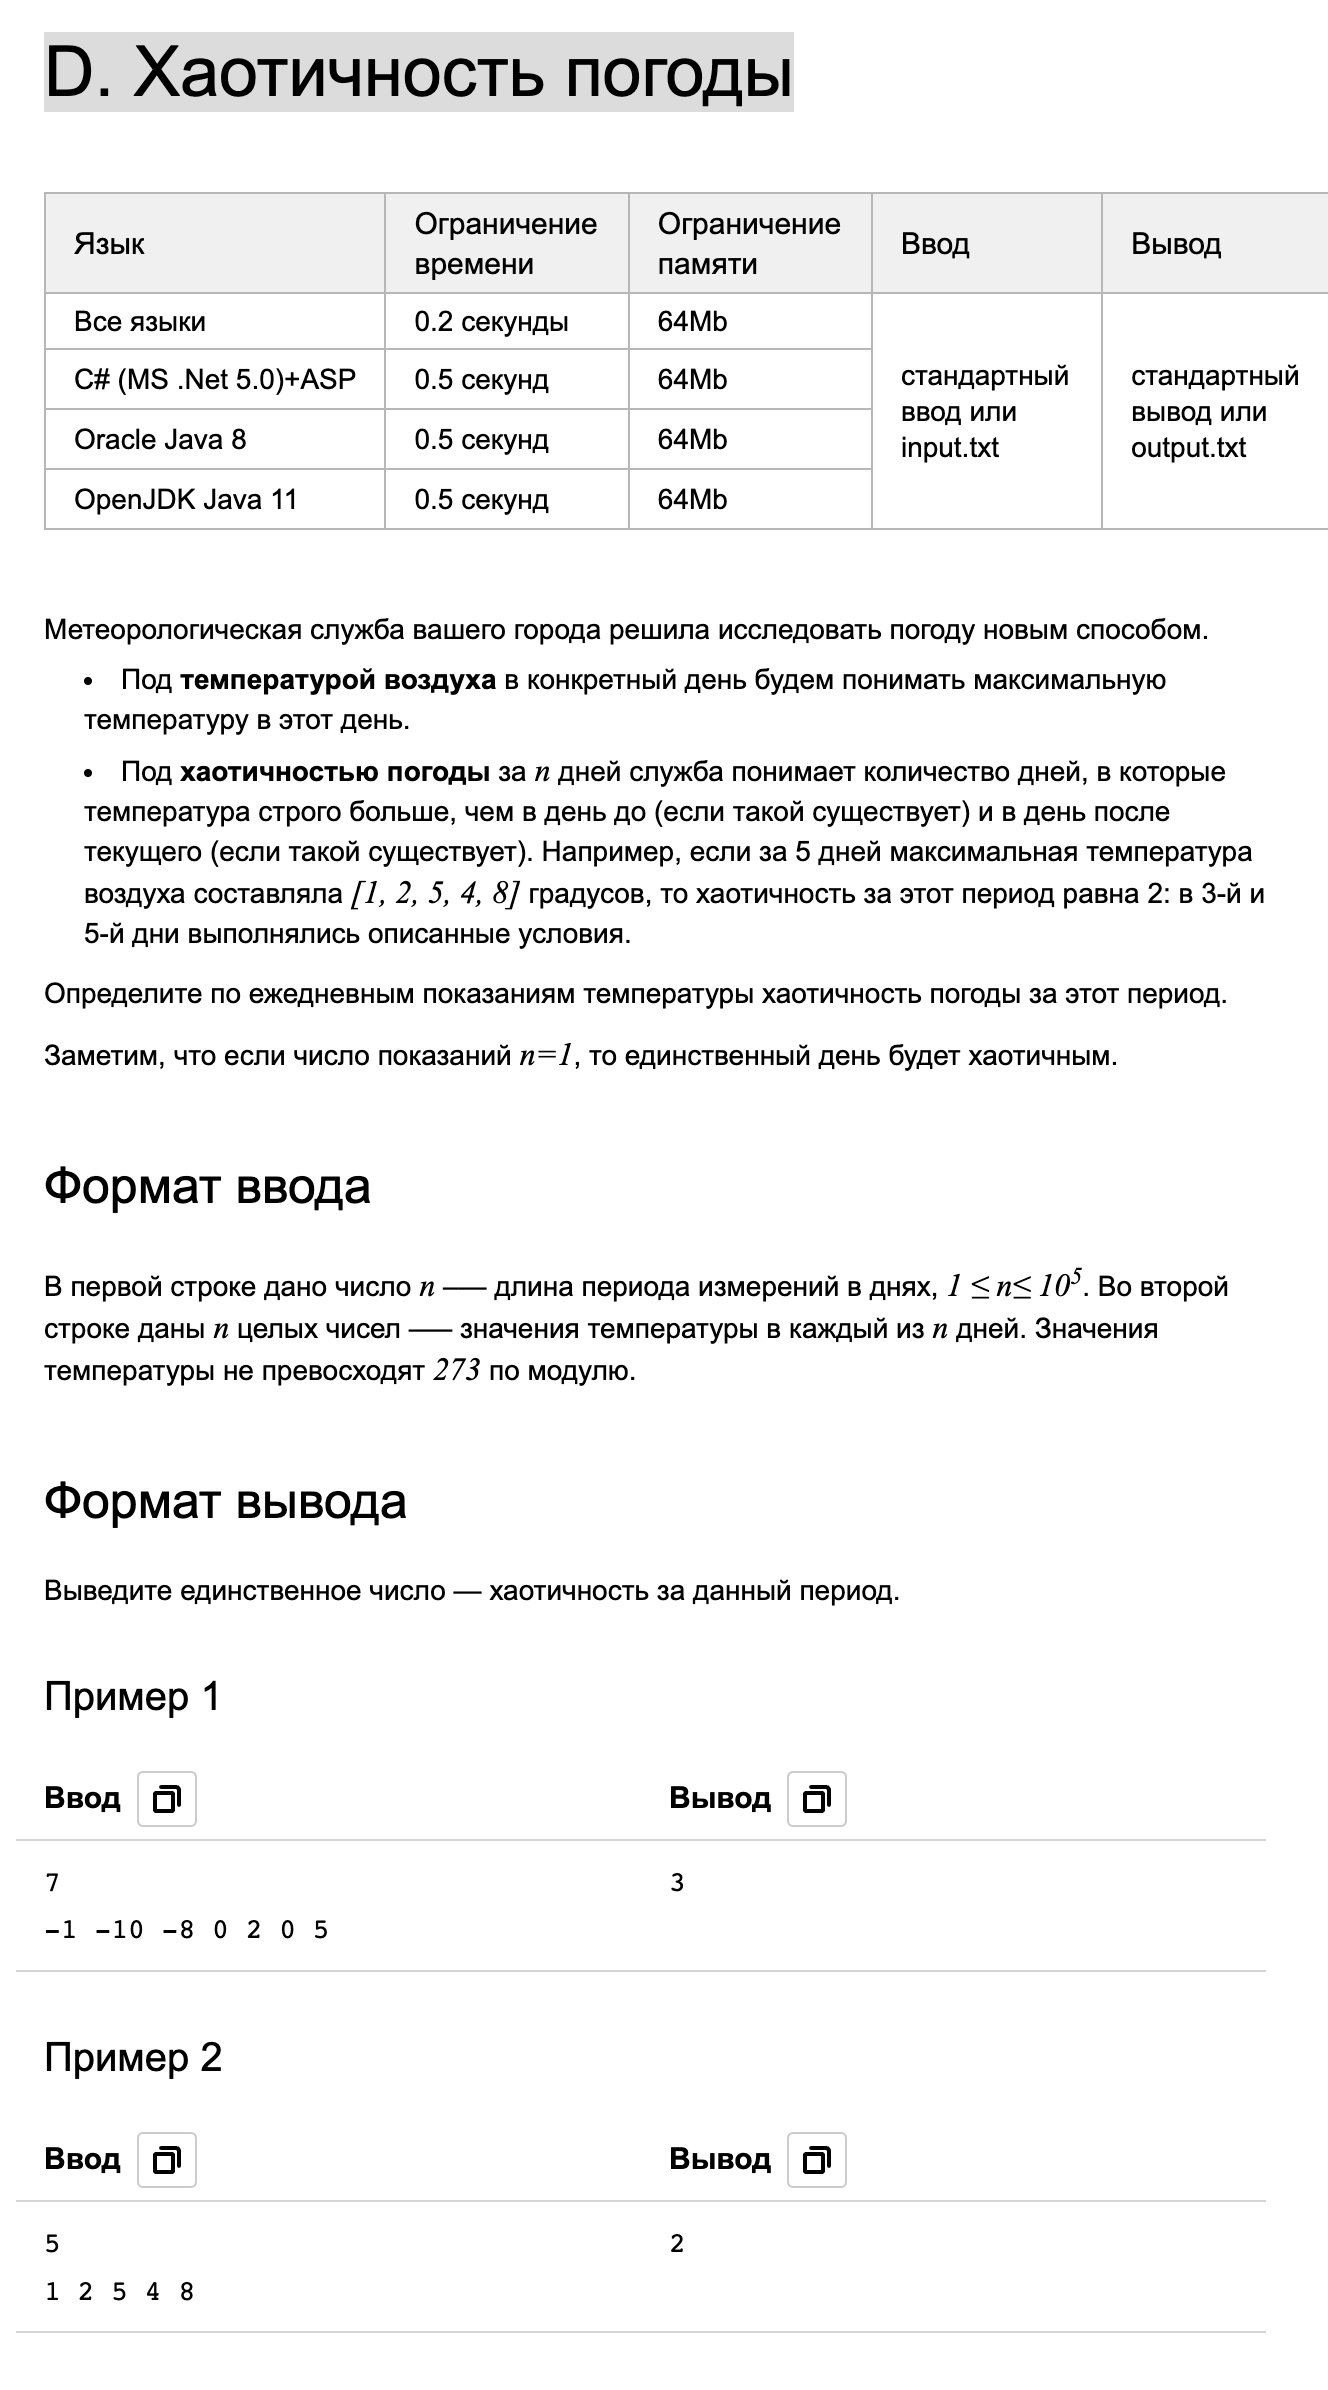 D. Хаотичность погоды
Язык
Ограничение времени
Ограничение памяти
Ввод
Вывод
Все языки
0.2 секунды
64Mb
стандартный ввод или input.txt
стандартный вывод или output.txt
C# (MS .Net 5.0)+ASP
0.5 секунд
64Mb
Oracle Java 8
0.5 секунд
64Mb
OpenJDK Java 11
0.5 секунд
64Mb
Метеорологическая служба вашего города решила исследовать погоду новым способом.
• Под температурой воздуха в конкретный день будем понимать максимальную
температуру в этот день.
• Под хаотичностью погоды за n дней служба понимает количество дней, в которые
температура строго больше, чем в день до (если такой существует) и в день после
текущего (если такой существует). Например, если за 5 дней максимальная температура
воздуха составляла [1, 2, 5, 4, 8] градусов, то хаотичность за этот период равна 2: в 3-й и
5-й дни выполнялись описанные условия.
Определите по ежедневным показаниям температуры хаотичность погоды за этот период.
Заметим, что если число показаний n=1, то единственный день будет хаотичным.
Формат ввода
В первой строке дано число n –— длина периода измерений в днях, 1 ≤ n≤ 10⁵. Во второй
строке даны n целых чисел –— значения температуры в каждый из n дней. Значения
температуры не превосходят 273 по модулю.
Формат вывода
Выведите единственное число — хаотичность за данный период.
Пример 1
Ввод
Вывод
7
3
-1 -10 -8 0 2 0 5
Пример 2
Ввод
Вывод
5
2
1 2 5 4 8